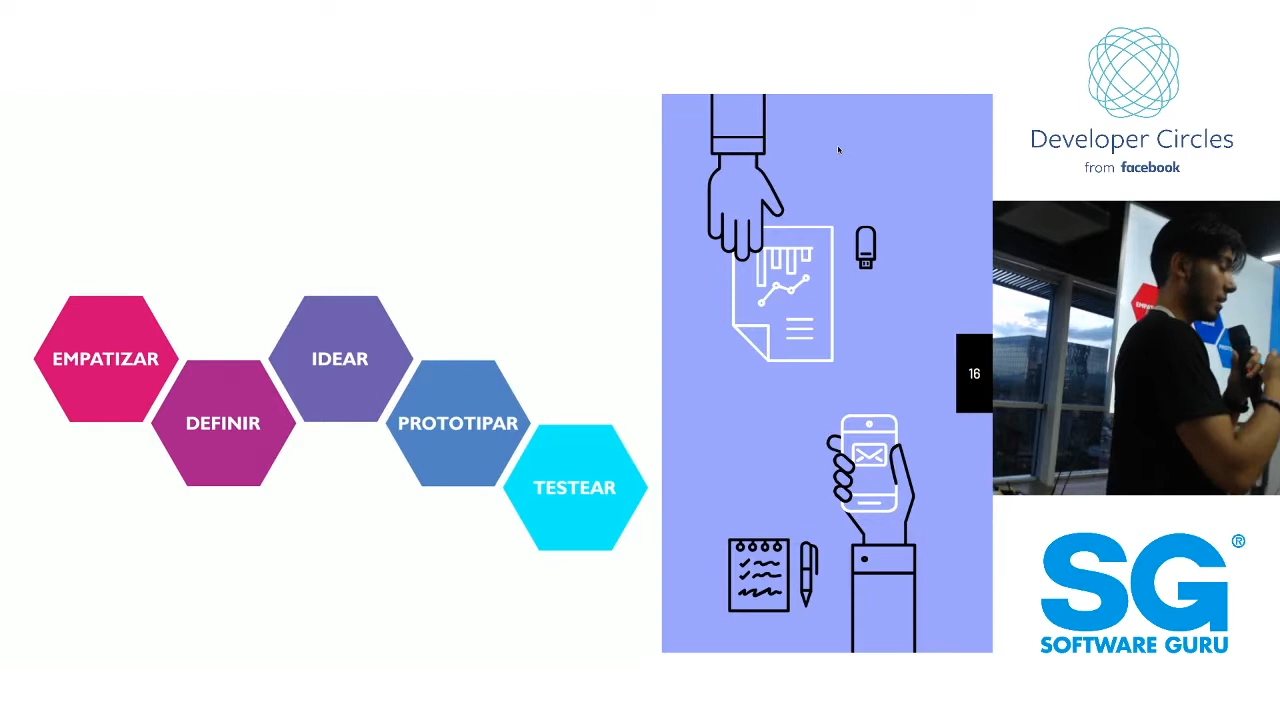 EMPATIZAR
DEFINIR
IDEAR
PROTOTIPAR
TESTEAR
16
Developer Circles
from facebook
SG®
SOFTWARE GURU